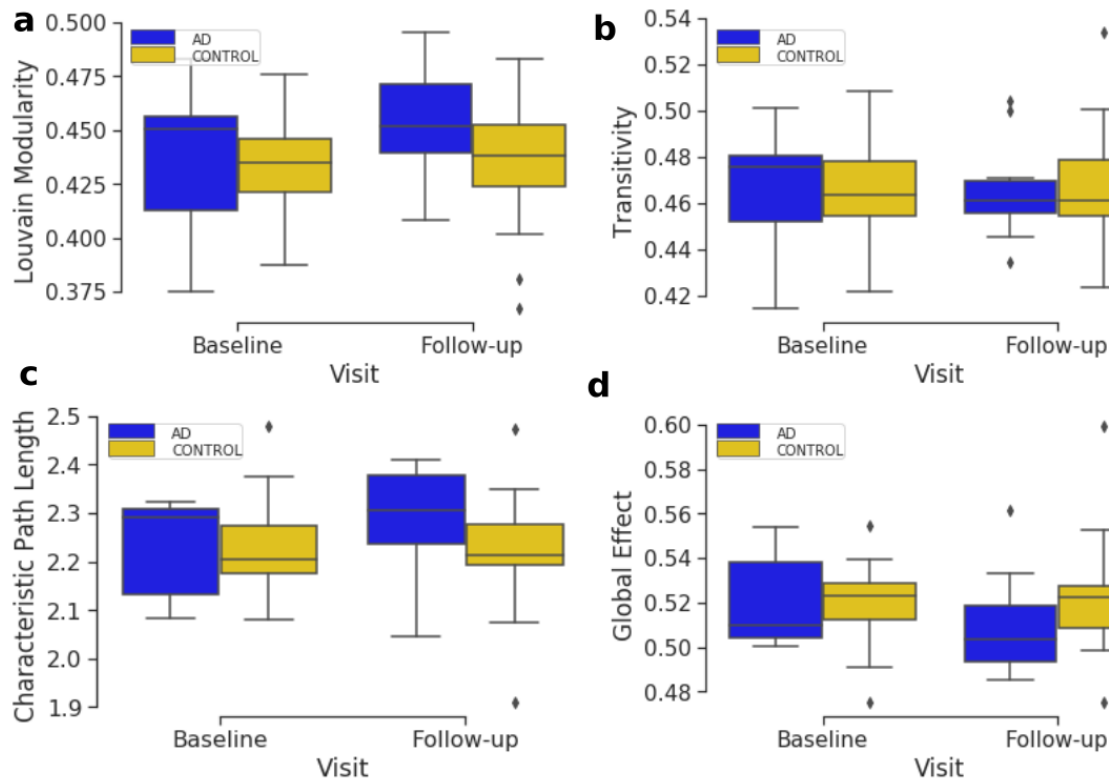 a
Louvain Modularity
0.500
0.475
0.450
0.425
0.400
0.375
AD
CONTROL
Baseline
Follow-up
Visit
b
Transitivity
0.54
0.52
0.50
0.48
0.46
0.44
0.42
AD
CONTROL
Baseline
Follow-up
Visit
c
Characteristic Path Length
2.5
2.4
2.3
2.2
2.1
2.0
1.9
AD
CONTROL
Baseline
Follow-up
Visit
d
Global Effect
0.60
0.58
0.56
0.54
0.52
0.50
0.48
AD
CONTROL
Baseline
Follow-up
Visit